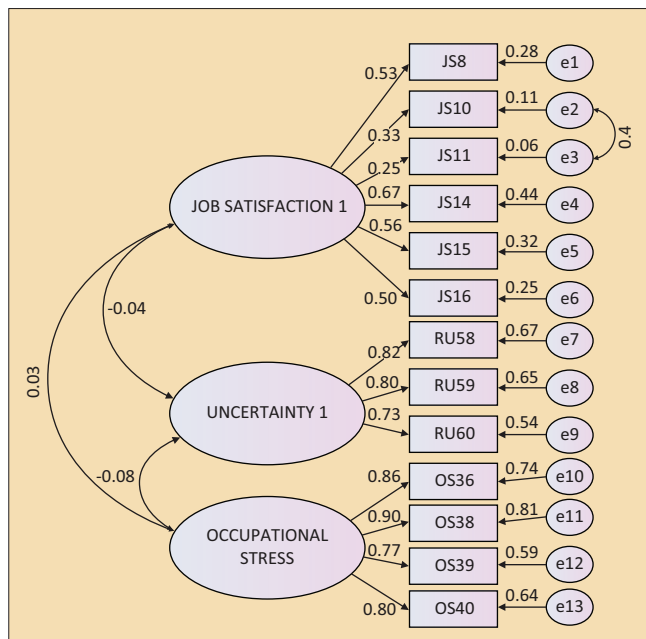 0.53
JS8
0.28
e1
0.33
JS10
0.11
e2
0.4
0.25
JS11
0.06
e3
JOB SATISFACTION 1
0.67
JS14
0.44
e4
0.56
JS15
0.32
e5
0.50
JS16
0.25
e6
-0.04
0.03
0.82
RU58
0.67
e7
UNCERTAINTY 1
0.80
RU59
0.65
e8
0.73
RU60
0.54
e9
-0.08
0.86
OS36
0.74
e10
OCCUPATIONAL
STRESS
0.90
OS38
0.81
e11
0.77
OS39
0.59
e12
0.80
OS40
0.64
e13